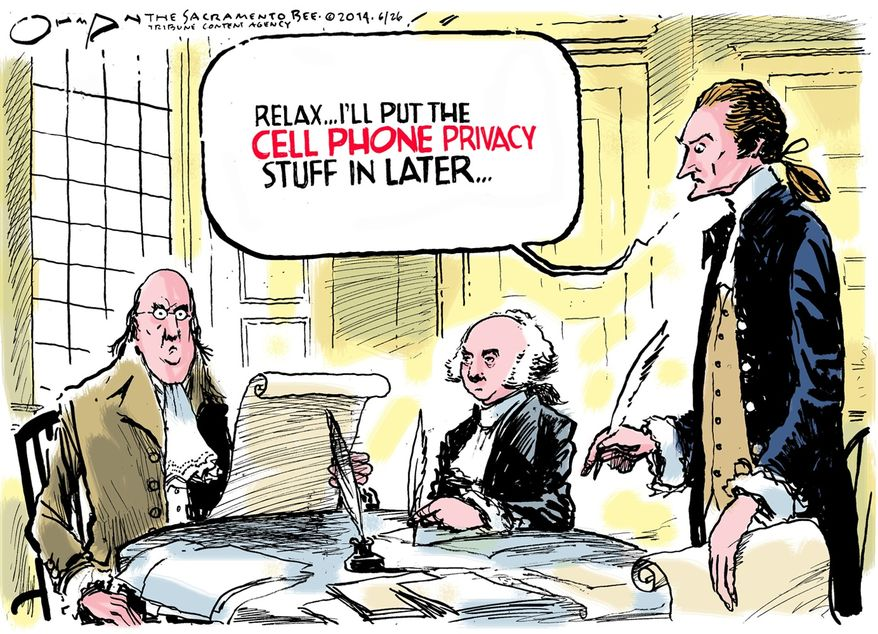 OHMAN THE SACRAMENTO BEE. ©2014. 6/26
TRIBUNE CONTENT AGENCY
RELAX...I'LL PUT THE
CELL PHONE PRIVACY
STUFF IN LATER...